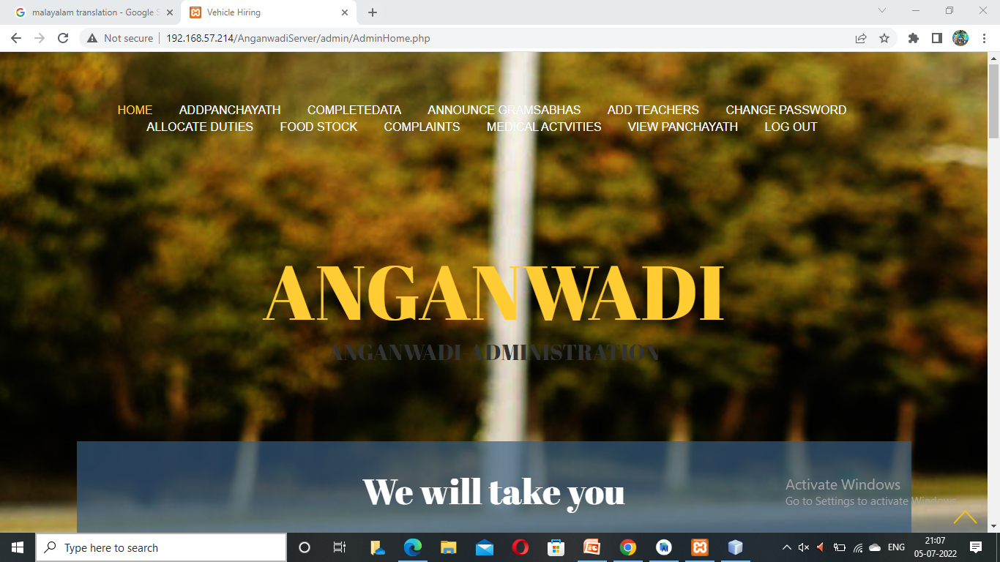 malayalam translation - Google S
Vehicle Hiring
Not secure
192.168.57.214/AnganwadiServer/admin/AdminHome.php
HOME ADDPANCHAYATH COMPLETEDATA ANNOUNCE GRAMSABHAS ADD TEACHERS CHANGE PASSWORD
ALLOCATE DUTIES FOOD STOCK COMPLAINTS MEDICAL ACTVITIES VIEW PANCHAYATH LOG OUT
ANGANWADI
ANGANWADI-ADMINISTRATION
We will take you
Activate Windows
Go to Settings to activate Windows.
Type here to search
ENG
21:07
05-07-2022